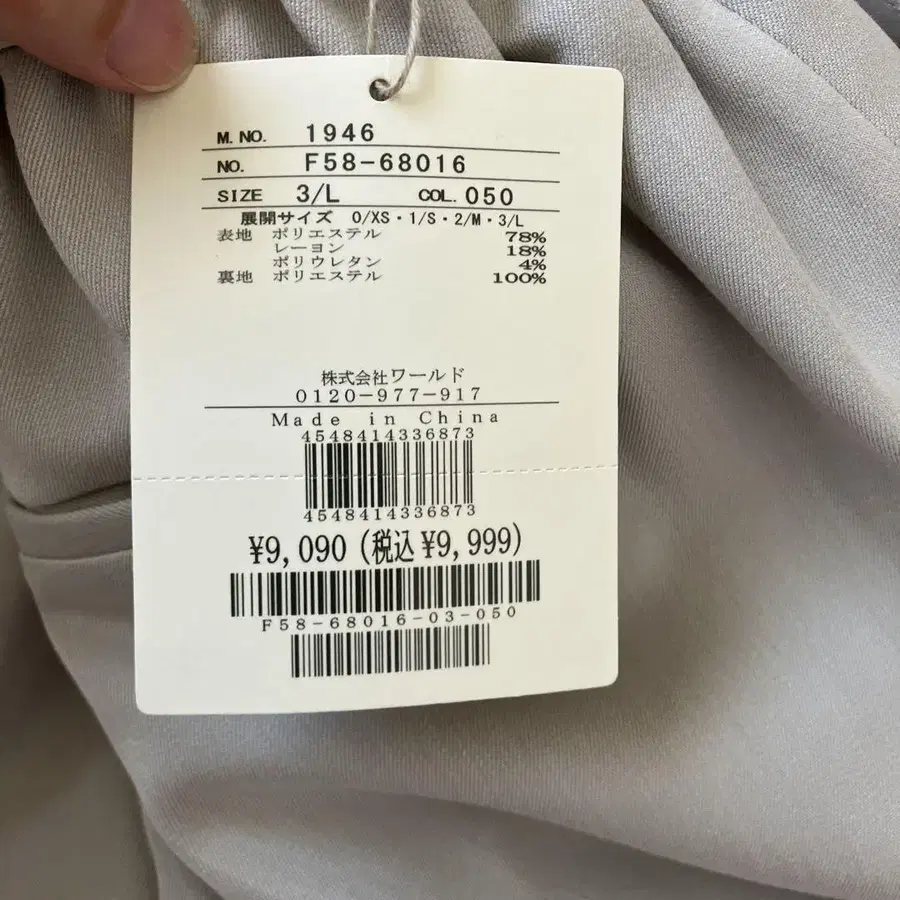 M. NO. 1946
NO. F58-68016
SIZE 3/L COL. 050
展開サイズ 0/XS・1/S・2/M・3/L
表地 ポリエステル 78%
レーヨン 18%
ポリウレタン 4%
裏地 ポリエステル 100%
株式会社ワールド
0120-977-917
Made in China
4548414336873
4548414336873
¥9,090 (税込 ¥9,999)
F58-68016-03-050